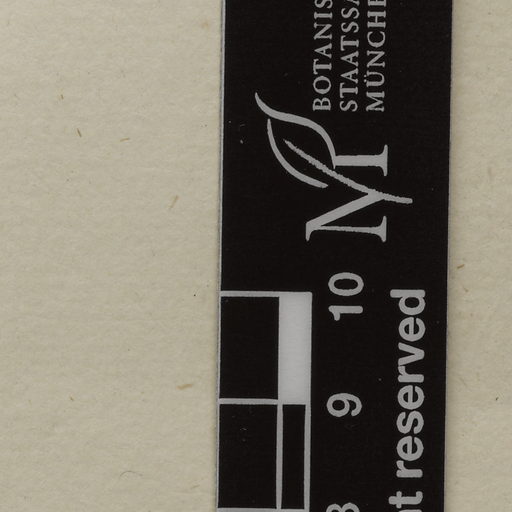 BOTANIS
STAATSSA
MÜNCHE
M
10
9
8
t reserved